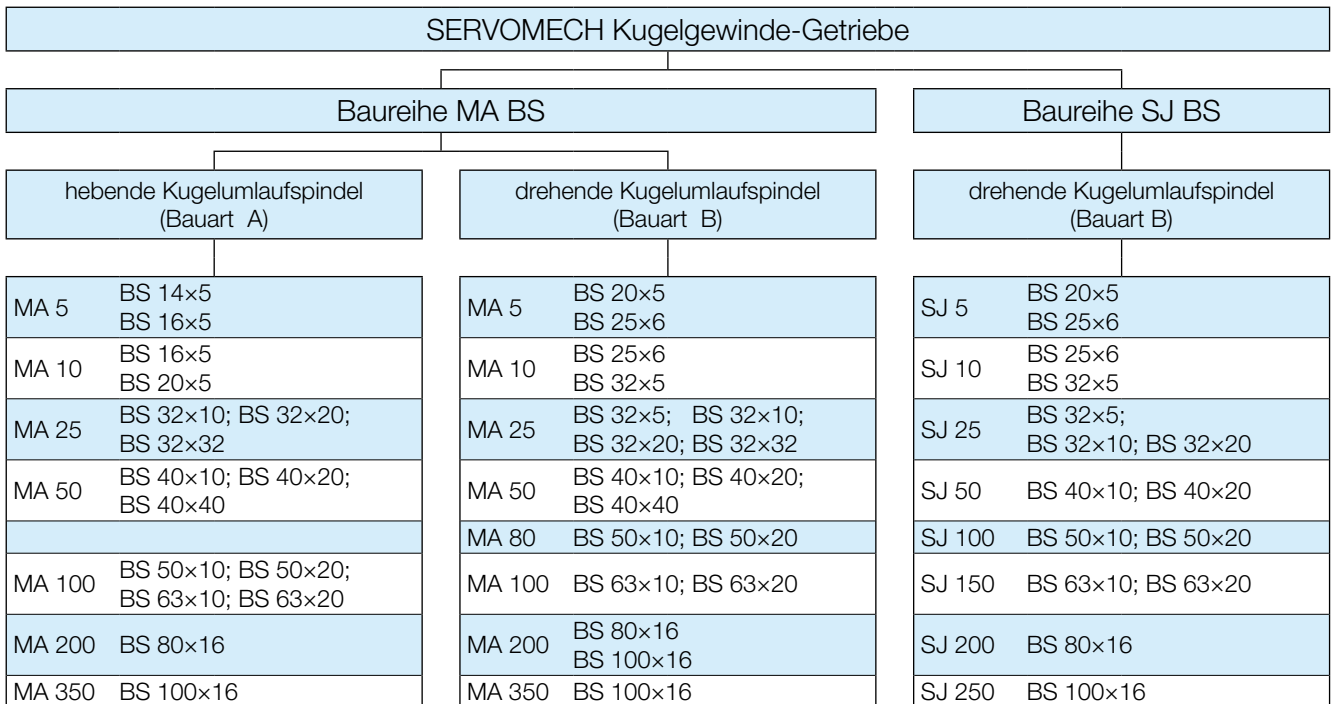 SERVOMECH Kugelgewinde-Getriebe
Baureihe MA BS
Baureihe SJ BS
hebende Kugelumlaufspindel
(Bauart A)
drehende Kugelumlaufspindel
(Bauart B)
drehende Kugelumlaufspindel
(Bauart B)
MA 5
BS 14×5
BS 16×5
MA 10
BS 16×5
BS 20×5
MA 25
BS 32×10; BS 32×20;
BS 32×32
MA 50
BS 40×10; BS 40×20;
BS 40×40
MA 100
BS 50×10; BS 50×20;
BS 63×10; BS 63×20
MA 200 BS 80×16
MA 350 BS 100×16
MA 5
BS 20×5
BS 25×6
MA 10
BS 25×6
BS 32×5
MA 25
BS 32×5; BS 32×10;
BS 32×20; BS 32×32
MA 50
BS 40×10; BS 40×20;
BS 40×40
MA 80 BS 50×10; BS 50×20
MA 100 BS 63×10; BS 63×20
MA 200
BS 80×16
BS 100×16
MA 350 BS 100×16
SJ 5
BS 20×5
BS 25×6
SJ 10
BS 25×6
BS 32×5
SJ 25
BS 32×5;
BS 32×10; BS 32×20
SJ 50 BS 40×10; BS 40×20
SJ 100 BS 50×10; BS 50×20
SJ 150 BS 63×10; BS 63×20
SJ 200 BS 80×16
SJ 250 BS 100×16